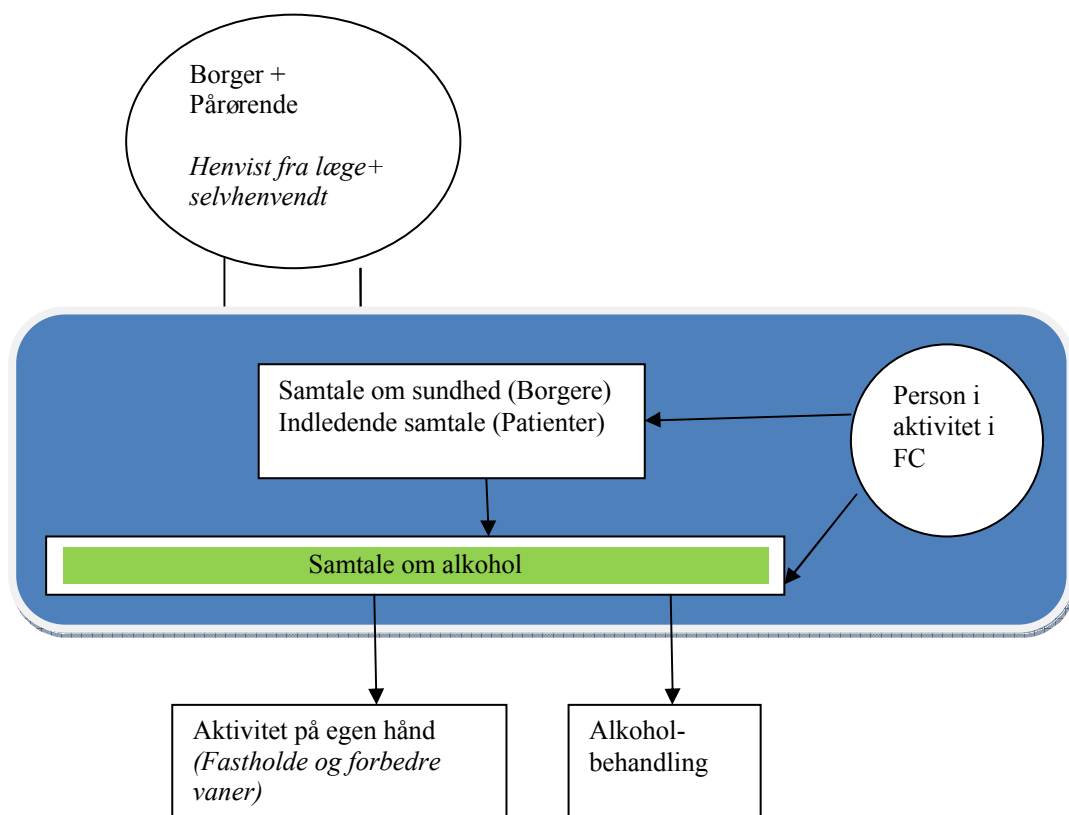 Borger +
Pårørende
Henvist fra læge+
selvhenvendt
Samtale om sundhed (Borgere)
Indledende samtale (Patienter)
Person i
aktivitet i
FC
Samtale om alkohol
Aktivitet på egen hånd
(Fastholde og forbedre
vaner)
Alkohol-
behandling